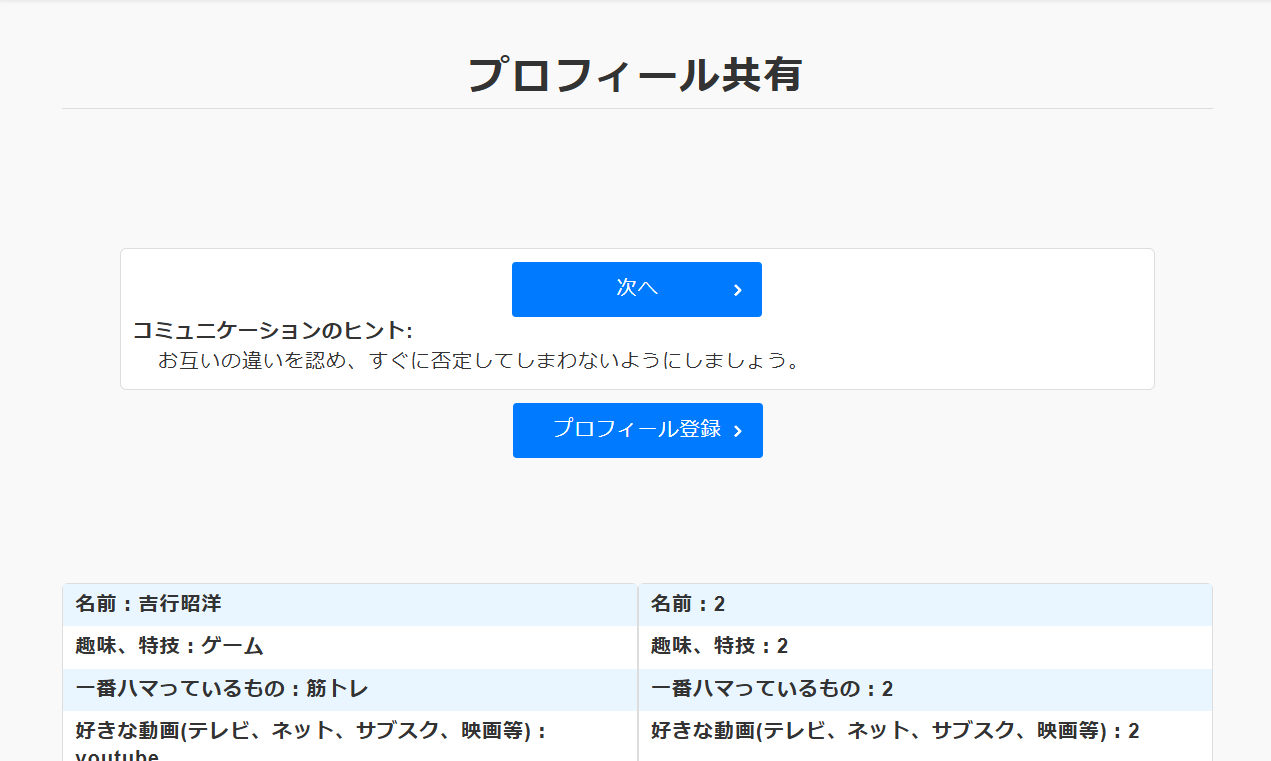 プロフィール共有
次へ
コミュニケーションのヒント:
お互いの違いを認め、すぐに否定してしまわないようにしましょう。
プロフィール登録
名前：吉行昭洋
趣味、特技：ゲーム
一番ハマっているもの：筋トレ
好きな動画(テレビ、ネット、サブスク、映画等)：
youtube
名前：2
趣味、特技：2
一番ハマっているもの：2
好きな動画(テレビ、ネット、サブスク、映画等)：2